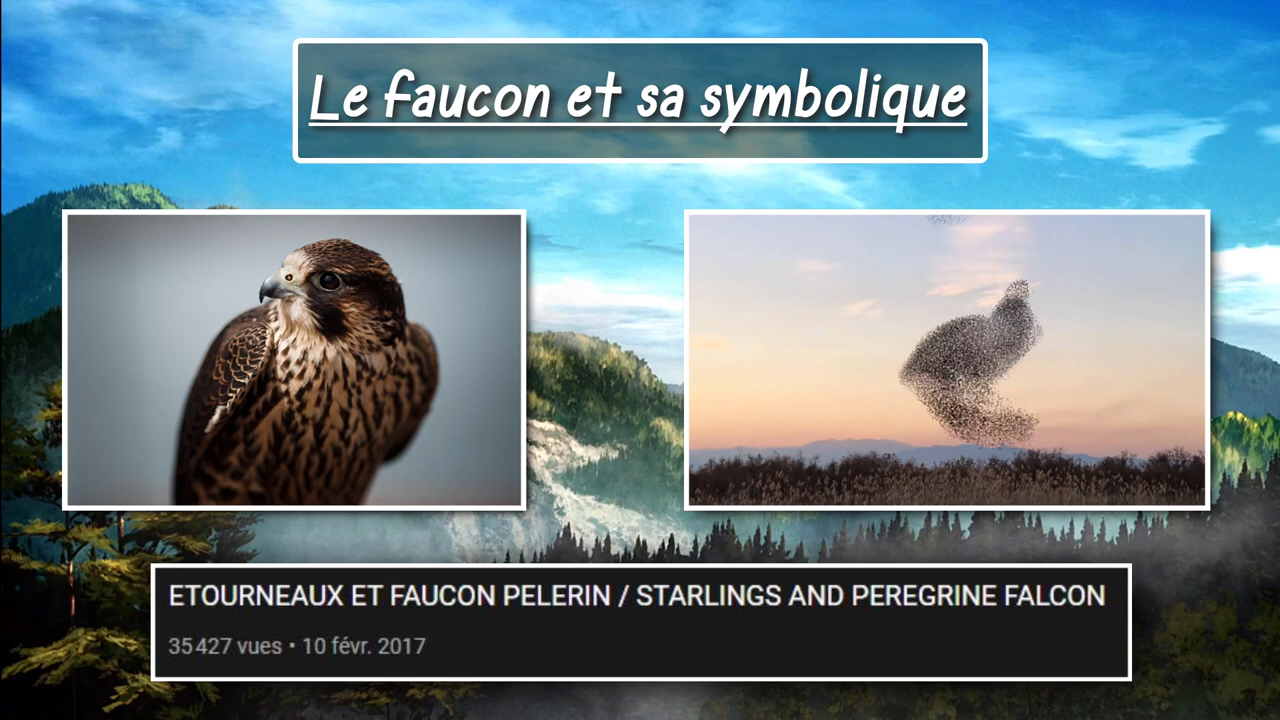 Le faucon et sa symbolique
ETOURNEAUX ET FAUCON PELERIN / STARLINGS AND PEREGRINE FALCON
35 427 vues • 10 févr. 2017